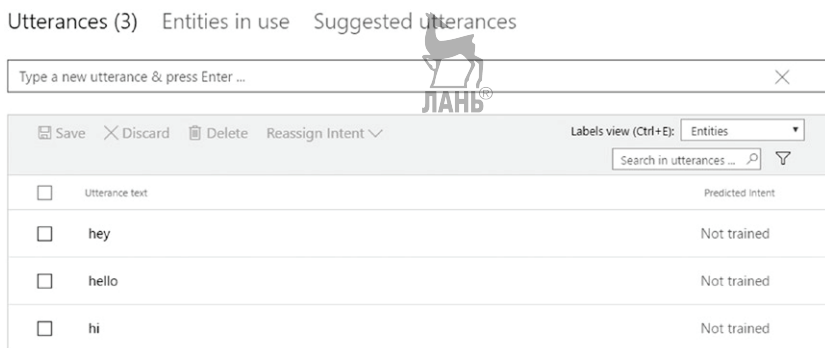 Utterances (3) Entities in use Suggested utterances
Type a new utterance & press Enter ...
ЛАНЬ®
Save Discard Delete Reassign Intent Labels view (Ctrl+E): Entities
Search in utterances ...
Utterance text Predicted Intent
hey Not trained
hello Not trained
hi Not trained